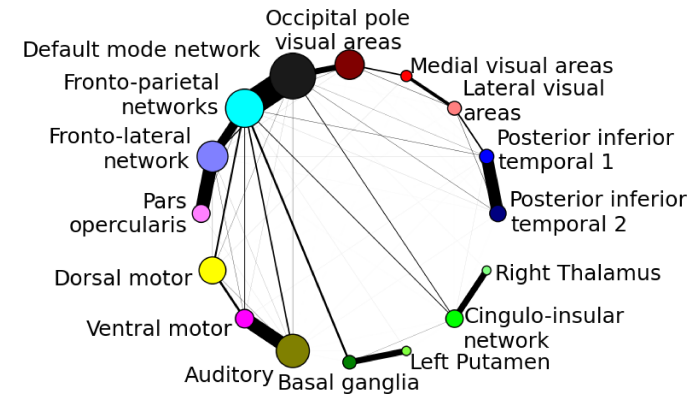 Occipital pole
visual areas
Default mode network
Medial visual areas
Fronto-parietal
networks
Lateral visual
areas
Fronto-lateral
network
Posterior inferior
temporal 1
Pars
opercularis
Posterior inferior
temporal 2
Dorsal motor
Right Thalamus
Ventral motor
Cingulo-insular
network
Auditory
Basal ganglia
Left Putamen